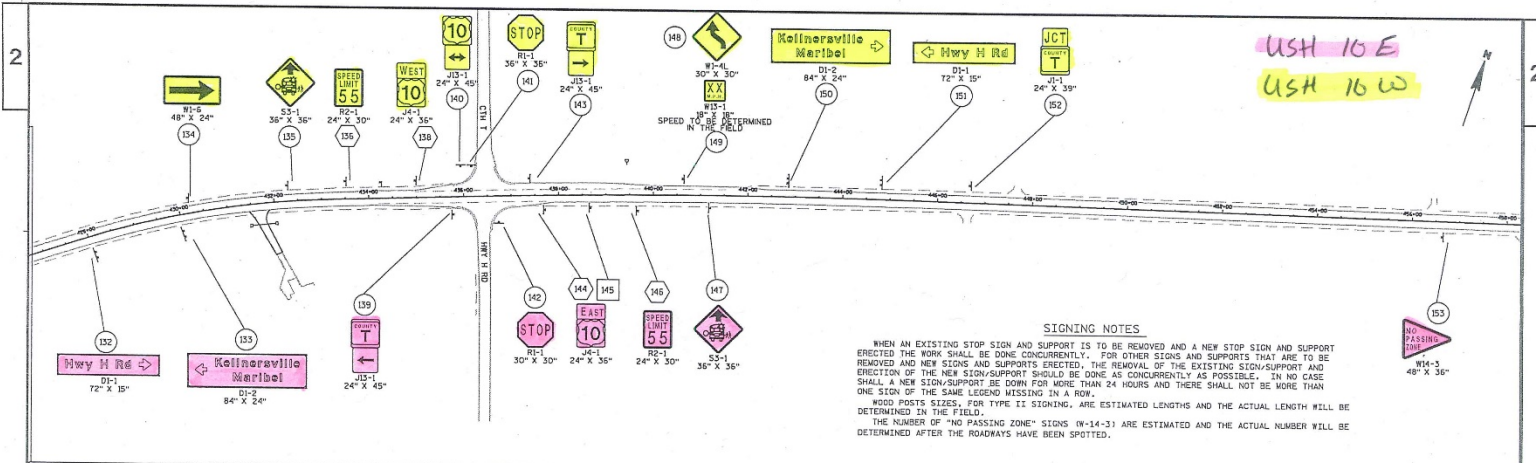 2
USH 10 E
USH 10 W
N
2
W1-6
48" X 24"
134
S3-1
36" X 36"
135
SPEED
LIMIT
55
R2-1
24" X 30"
136
WEST
10
J4-1
24" X 36"
138
10
J13-1
24" X 45"
140
STOP
R1-1
36" X 36"
141
COUNTY
T
J13-1
24" X 45"
143
148
W1-4L
30" X 30"
XX
M.P.H.
W13-1
18" X 18"
SPEED TO BE DETERMINED
IN THE FIELD
149
Kellnersville
Maribel
D1-2
84" X 24"
150
Hwy H Rd
D1-1
72" X 15"
151
JCT
COUNTY
T
J1-1
24" X 39"
152
CTH T
HWY H RD
132
Hwy H Rd
D1-1
72" X 15"
133
Kellnersville
Maribel
D1-2
84" X 24"
139
COUNTY
T
J13-1
24" X 45"
142
STOP
R1-1
30" X 30"
144
145
EAST
10
J4-1
24" X 36"
146
SPEED
LIMIT
55
R2-1
24" X 30"
147
S3-1
36" X 36"
153
NO
PASSING
ZONE
W14-3
48" X 36"
SIGNING NOTES
WHEN AN EXISTING STOP SIGN AND SUPPORT IS TO BE REMOVED AND A NEW STOP SIGN AND SUPPORT
ERECTED THE WORK SHALL BE DONE CONCURRENTLY. FOR OTHER SIGNS AND SUPPORTS THAT ARE TO BE
REMOVED AND NEW SIGNS AND SUPPORTS ERECTED, THE REMOVAL OF THE EXISTING SIGN/SUPPORT AND
ERECTION OF THE NEW SIGN/SUPPORT SHOULD BE DONE AS CONCURRENTLY AS POSSIBLE. IN NO CASE
SHALL A NEW SIGN/SUPPORT BE DOWN FOR MORE THAN 24 HOURS AND THERE SHALL NOT BE MORE THAN
ONE SIGN OF THE SAME LEGEND MISSING IN A ROW.
WOOD POSTS SIZES, FOR TYPE II SIGNING, ARE ESTIMATED LENGTHS AND THE ACTUAL LENGTH WILL BE
DETERMINED IN THE FIELD.
THE NUMBER OF "NO PASSING ZONE" SIGNS (W-14-3) ARE ESTIMATED AND THE ACTUAL NUMBER WILL BE
DETERMINED AFTER THE ROADWAYS HAVE BEEN SPOTTED.